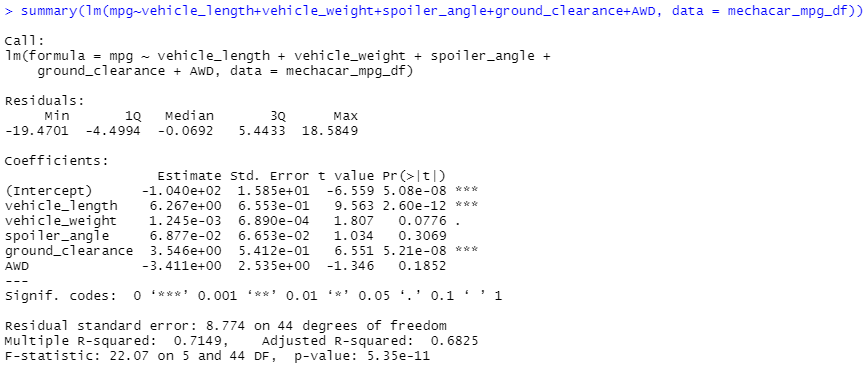 > summary(lm(mpg~vehicle_length+vehicle_weight+spoiler_angle+ground_clearance+AWD, data = mechacar_mpg_df))
Call:
lm(formula = mpg ~ vehicle_length + vehicle_weight + spoiler_angle +
    ground_clearance + AWD, data = mechacar_mpg_df)
Residuals:
     Min       1Q   Median       3Q      Max
-19.4701  -4.4994  -0.0692   5.4433  18.5849
Coefficients:
                   Estimate Std. Error t value Pr(>|t|)
(Intercept)      -1.040e+02  1.585e+01  -6.559 5.08e-08 ***
vehicle_length    6.267e+00  6.553e-01   9.563 2.60e-12 ***
vehicle_weight    1.245e-03  6.890e-04   1.807   0.0776 .
spoiler_angle     6.877e-02  6.653e-02   1.034   0.3069
ground_clearance  3.546e+00  5.412e-01   6.551 5.21e-08 ***
AWD              -3.411e+00  2.535e+00  -1.346   0.1852
---
Signif. codes:  0 ‘***’ 0.001 ‘**’ 0.01 ‘*’ 0.05 ‘.’ 0.1 ‘ ’ 1
Residual standard error: 8.774 on 44 degrees of freedom
Multiple R-squared:  0.7149,    Adjusted R-squared:  0.6825
F-statistic: 22.07 on 5 and 44 DF,  p-value: 5.35e-11